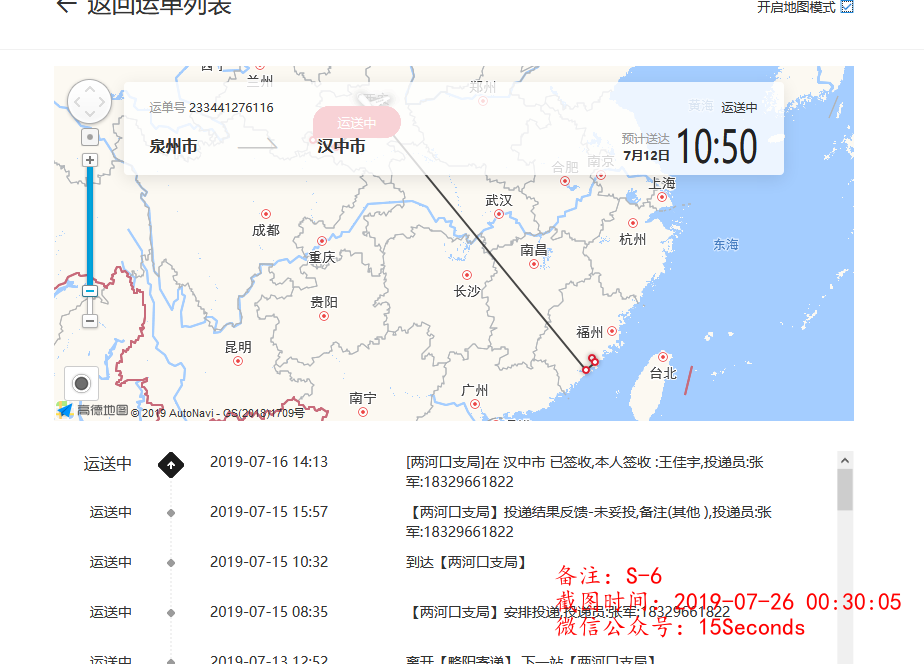 返回运单列表
开启地图模式
兰州
郑州
运单号 233441276116
黄海
运送中
运送中
泉州市
汉中市
预计送达
7月12日
10:50
合肥
南京
上海
武汉
成都
杭州
东海
重庆
南昌
长沙
贵阳
福州
昆明
台北
广州
南宁
高德地图 © 2019 AutoNavi - GS(2018)1709号
运送中
2019-07-16 14:13
[两河口支局]在 汉中市 已签收,本人签收 :王佳宇,投递员:张
军:18329661822
运送中
2019-07-15 15:57
【两河口支局】投递结果反馈-未妥投,备注(其他 ),投递员:张
军:18329661822
运送中
2019-07-15 10:32
到达【两河口支局】
备注: S-6
截图时间: 2019-07-26 00:30:05
运送中
2019-07-15 08:35
【两河口支局】安排投递,投递员:张军:18329661822
微信公众号: 15Seconds
运送中
2019-07-13 12:52
离开【略阳寄递】,下一站【两河口支局】